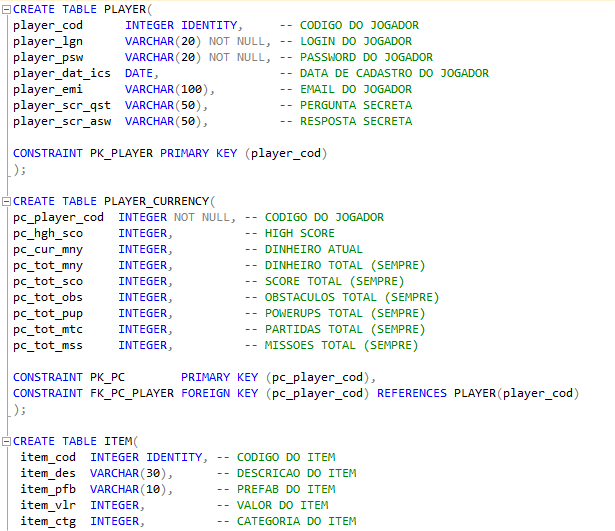 CREATE TABLE PLAYER(
player_cod INTEGER IDENTITY, -- CODIGO DO JOGADOR
player_lgn VARCHAR(20) NOT NULL, -- LOGIN DO JOGADOR
player_psw VARCHAR(20) NOT NULL, -- PASSWORD DO JOGADOR
player_dat_ics DATE, -- DATA DE CADASTRO DO JOGADOR
player_emi VARCHAR(100), -- EMAIL DO JOGADOR
player_scr_qst VARCHAR(50), -- PERGUNTA SECRETA
player_scr_asw VARCHAR(50), -- RESPOSTA SECRETA
CONSTRAINT PK_PLAYER PRIMARY KEY (player_cod)
);
CREATE TABLE PLAYER_CURRENCY(
pc_player_cod INTEGER NOT NULL, -- CODIGO DO JOGADOR
pc_hgh_sco INTEGER, -- HIGH SCORE
pc_cur_mny INTEGER, -- DINHEIRO ATUAL
pc_tot_mny INTEGER, -- DINHEIRO TOTAL (SEMPRE)
pc_tot_sco INTEGER, -- SCORE TOTAL (SEMPRE)
pc_tot_obs INTEGER, -- OBSTACULOS TOTAL (SEMPRE)
pc_tot_pup INTEGER, -- POWERUPS TOTAL (SEMPRE)
pc_tot_mtc INTEGER, -- PARTIDAS TOTAL (SEMPRE)
pc_tot_mss INTEGER, -- MISSOES TOTAL (SEMPRE)
CONSTRAINT PK_PC PRIMARY KEY (pc_player_cod),
CONSTRAINT FK_PC_PLAYER FOREIGN KEY (pc_player_cod) REFERENCES PLAYER(player_cod)
);
CREATE TABLE ITEM(
item_cod INTEGER IDENTITY, -- CODIGO DO ITEM
item_des VARCHAR(30), -- DESCRICAO DO ITEM
item_pfb VARCHAR(10), -- PREFAB DO ITEM
item_vlr INTEGER, -- VALOR DO ITEM
item_ctg INTEGER, -- CATEGORIA DO ITEM